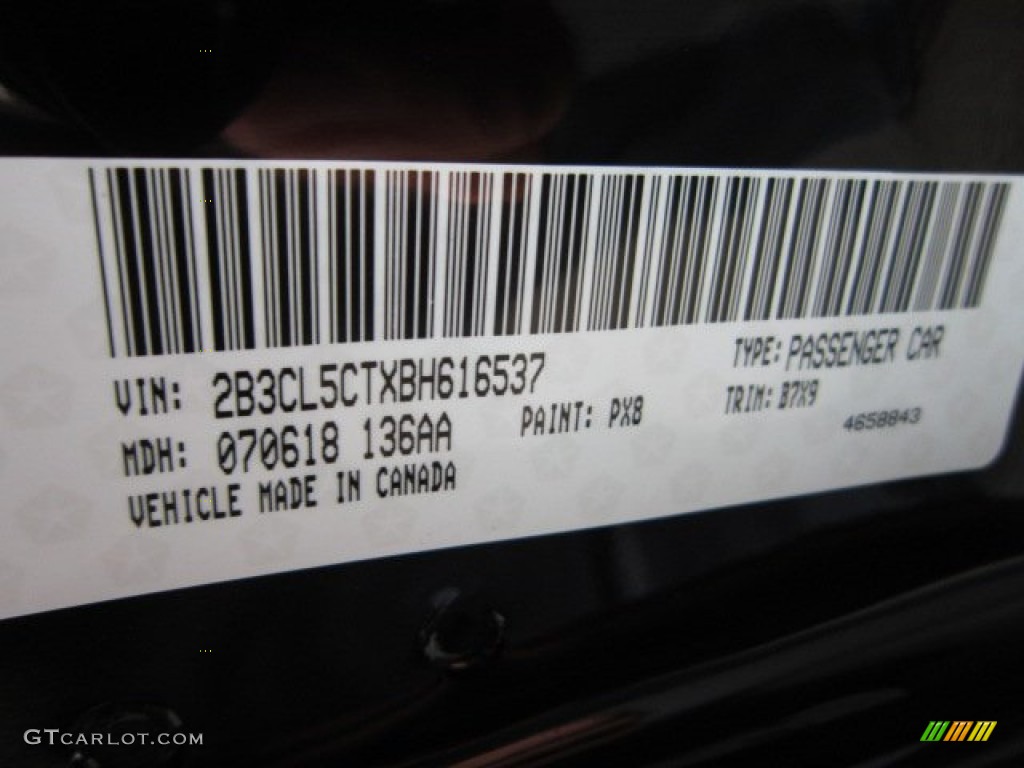 VIN: 2B3CL5CTXBH616537 TYPE: PASSENGER CAR
MDH: 070618 136AA PAINT: PX8 TRIM: B7X9
4658843
VEHICLE MADE IN CANADA
GTCARLOT.COM